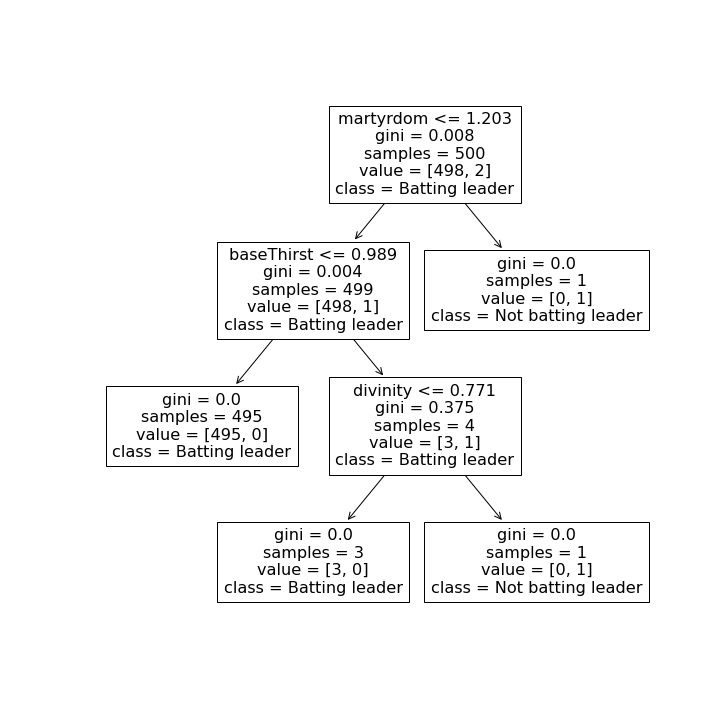 martyrdom <= 1.203
gini = 0.008
samples = 500
value = [498, 2]
class = Batting leader
baseThirst <= 0.989
gini = 0.004
samples = 499
value = [498, 1]
class = Batting leader
gini = 0.0
samples = 1
value = [0, 1]
class = Not batting leader
gini = 0.0
samples = 495
value = [495, 0]
class = Batting leader
divinity <= 0.771
gini = 0.375
samples = 4
value = [3, 1]
class = Batting leader
gini = 0.0
samples = 3
value = [3, 0]
class = Batting leader
gini = 0.0
samples = 1
value = [0, 1]
class = Not batting leader